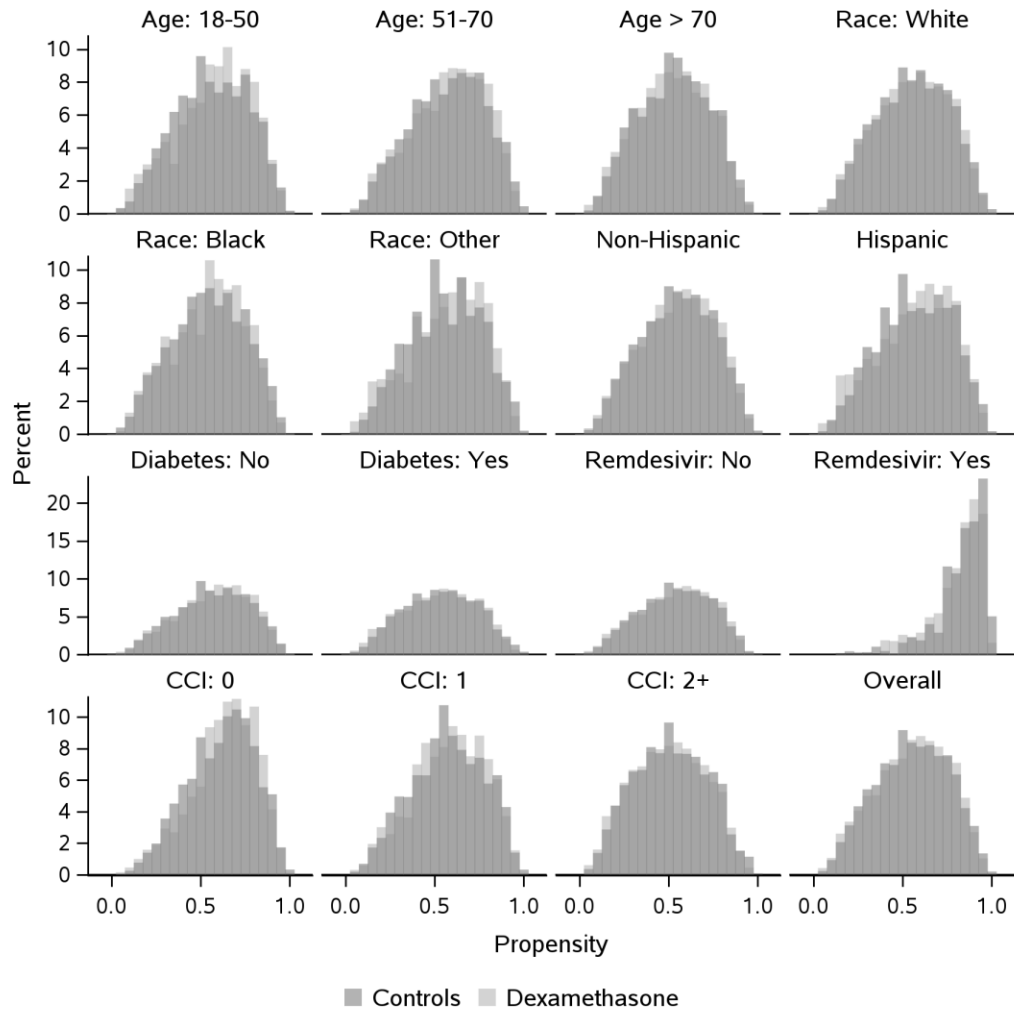 Age: 18-50 Age: 51-70 Age > 70 Race: White
10
8
6
4
2
0
Race: Black Race: Other Non-Hispanic Hispanic
10
8
6
4
2
0
Percent
Diabetes: No Diabetes: Yes Remdesivir: No Remdesivir: Yes
20
15
10
5
0
CCI: 0 CCI: 1 CCI: 2+ Overall
10
8
6
4
2
0
0.0 0.5 1.0 0.0 0.5 1.0 0.0 0.5 1.0 0.0 0.5 1.0
Propensity
Controls Dexamethasone